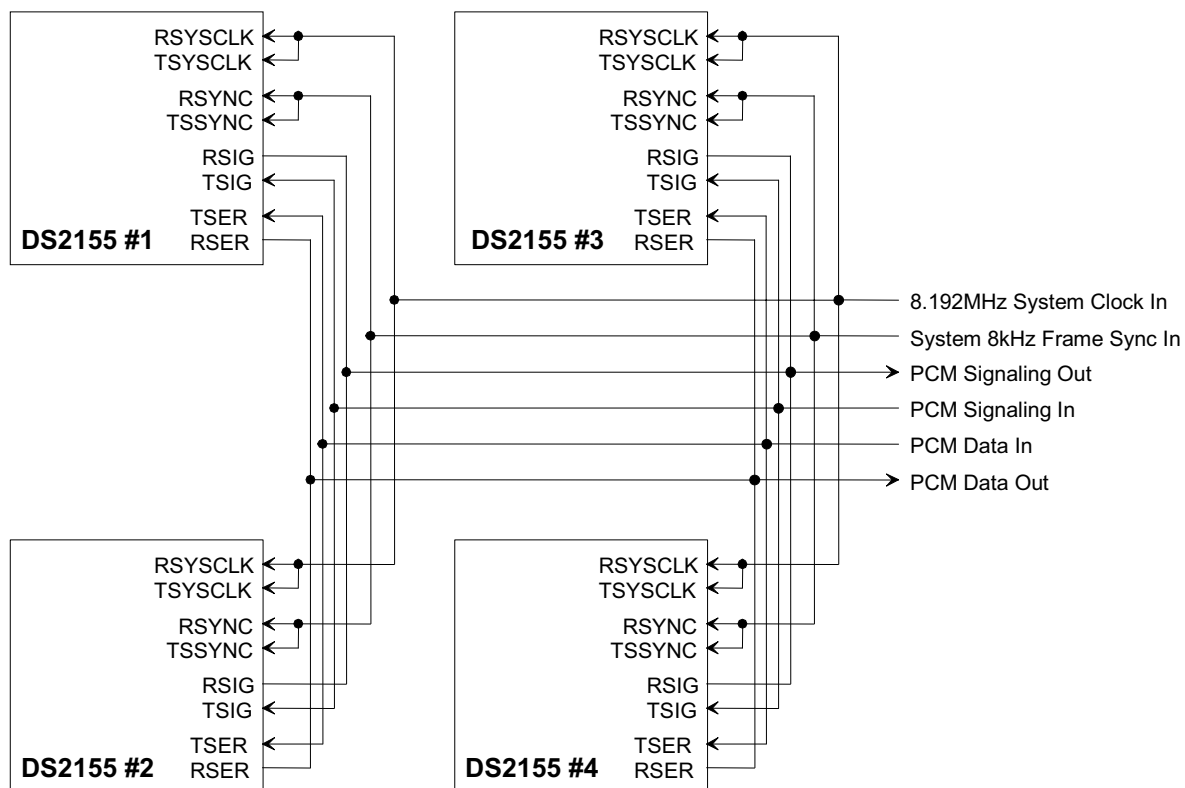 RSYSCLK
TSYSCLK
RSYNC
TSSYNC
RSIG
TSIG
TSER
DS2155 #1
RSER
RSYSCLK
TSYSCLK
RSYNC
TSSYNC
RSIG
TSIG
TSER
DS2155 #3
RSER
8.192MHz System Clock In
System 8kHz Frame Sync In
PCM Signaling Out
PCM Signaling In
PCM Data In
PCM Data Out
RSYSCLK
TSYSCLK
RSYNC
TSSYNC
RSIG
TSIG
TSER
DS2155 #2
RSER
RSYSCLK
TSYSCLK
RSYNC
TSSYNC
RSIG
TSIG
TSER
DS2155 #4
RSER